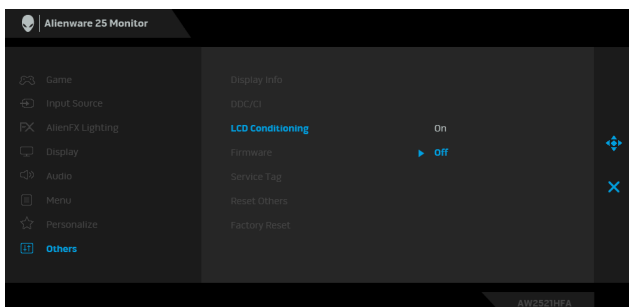 Alienware 25 Monitor
Game
Display Info
Input Source
DDC/CI
FX AlienFX Lighting
LCD Conditioning On
Display
Firmware Off
Audio
Service Tag
Menu
Reset Others
Personalize
Factory Reset
Others
AW2521HFA